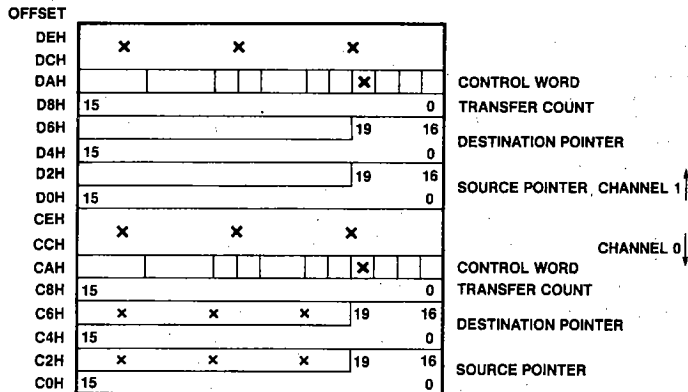 OFFSET
DEH
DCH
DAH CONTROL WORD
D8H 15 0 TRANSFER COUNT
D6H 19 16
DESTINATION POINTER
D4H 15 0
D2H 19 16
SOURCE POINTER, CHANNEL 1
D0H 15 0
CEH
CCH
CHANNEL 0
CAH CONTROL WORD
C8H 15 0 TRANSFER COUNT
C6H 19 16
DESTINATION POINTER
C4H 15 0
C2H 19 16
SOURCE POINTER
C0H 15 0